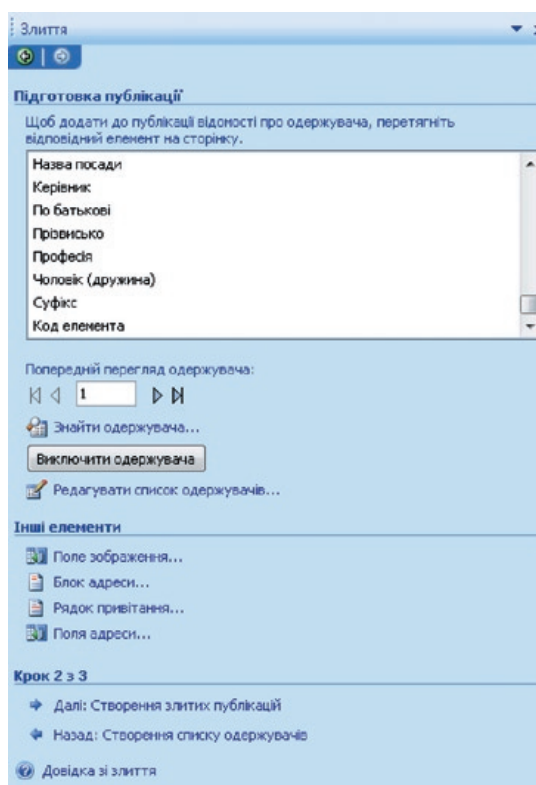 Злиття
Підготовка публікації
Щоб додати до публікації відомості про одержувача, перетягніть
відповідний елемент на сторінку.
Назва посади
Керівник
По батькові
Прізвисько
Професія
Чоловік (дружина)
Суфікс
Код елемента
Попередній перегляд одержувача:
1
Знайти одержувача...
Виключити одержувача
Редагувати список одержувачів...
Інші елементи
Поле зображення...
Блок адреси...
Рядок привітання...
Поля адреси...
Крок 2 з 3
Далі: Створення злитих публікацій
Назад: Створення списку одержувачів
Довідка зі злиття